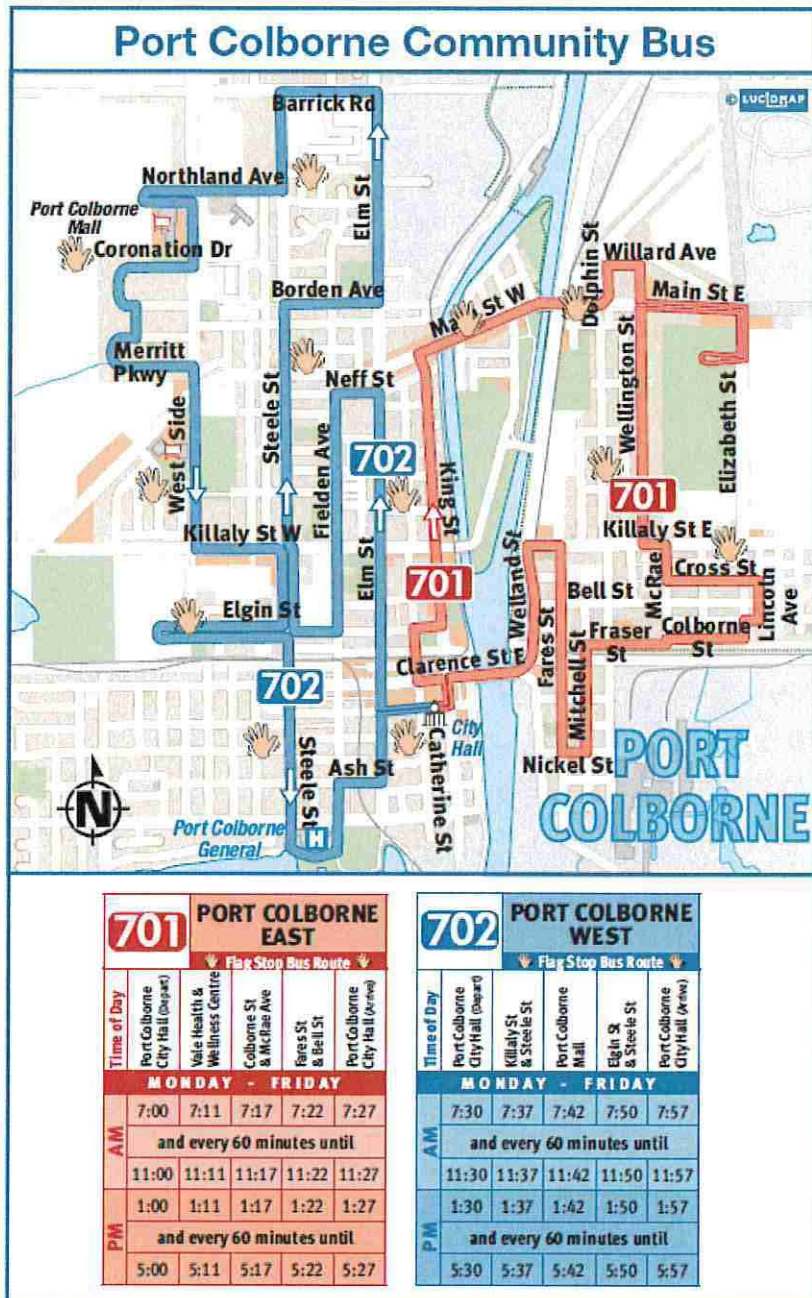 Port Colborne Community Bus
© LUCIDMAP
Barrick Rd
Northland Ave
Elm St
Port Colborne
Mall
Coronation Dr
Dolphin St
Willard Ave
Main St E
Borden Ave
Main St W
Merritt
Pkwy
Steele St
Neff St
Wellington St
Elizabeth St
West Side
Fielden Ave
702
King St
701
Killaly St W
Killaly St E
Elm St
701
Welland St
McRae
Cross St
Bell St
Lincoln
Ave
Elgin St
Fares St
Fraser
St
Colborne
St
Clarence St E
Mitchell St
702
City
Hall
Catherine St
Steele St
Ash St
Nickel St
PORT
COLBORNE
N
Port Colborne
General
H
701
PORT COLBORNE
EAST
Flag Stop Bus Route
Time of Day
Port Colborne
City Hall (Depart)
Vale Health &
Wellness Centre
Colborne St
& McRae Ave
Fares St
& Bell St
Port Colborne
City Hall (Arrive)
MONDAY - FRIDAY
AM
7:00 7:11 7:17 7:22 7:27
and every 60 minutes until
11:00 11:11 11:17 11:22 11:27
PM
1:00 1:11 1:17 1:22 1:27
and every 60 minutes until
5:00 5:11 5:17 5:22 5:27
702
PORT COLBORNE
WEST
Flag Stop Bus Route
Time of Day
Port Colborne
City Hall (Depart)
Killaly St
& Steele St
Port Colborne
Mall
Elgin St
& Steele St
Port Colborne
City Hall (Arrive)
MONDAY - FRIDAY
AM
7:30 7:37 7:42 7:50 7:57
and every 60 minutes until
11:30 11:37 11:42 11:50 11:57
PM
1:30 1:37 1:42 1:50 1:57
and every 60 minutes until
5:30 5:37 5:42 5:50 5:57